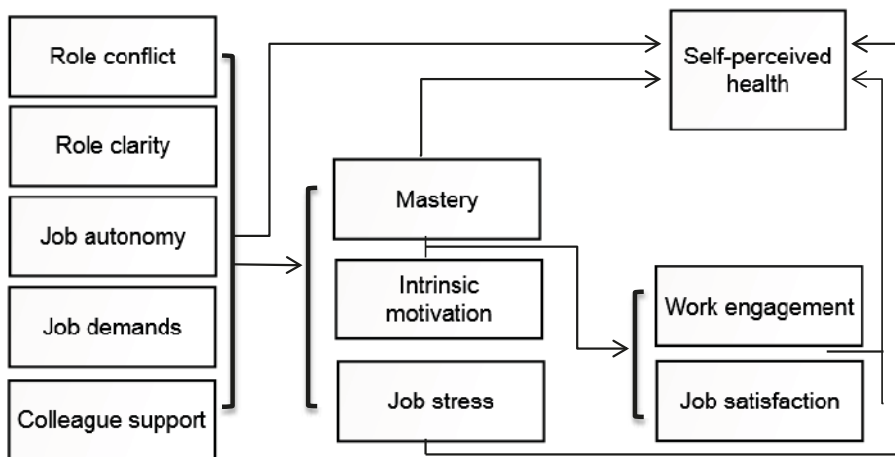 Role conflict
Role clarity
Job autonomy
Job demands
Colleague support
Mastery
Intrinsic
motivation
Job stress
Self-perceived
health
Work engagement
Job satisfaction